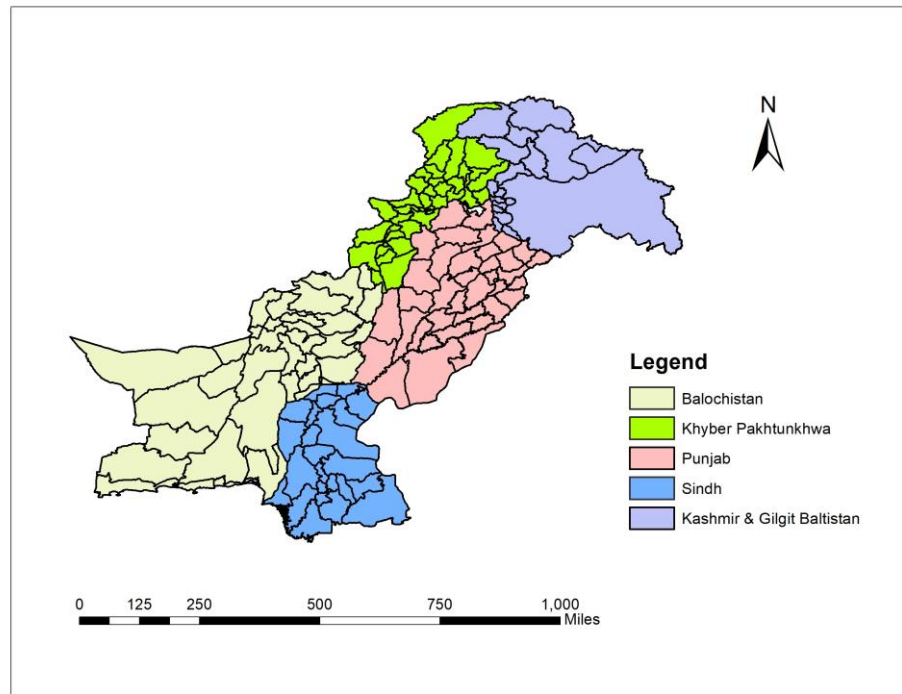 N
Legend
Balochistan
Khyber Pakhtunkhwa
Punjab
Sindh
Kashmir & Gilgit Baltistan
0 125 250 500 750 1,000
Miles